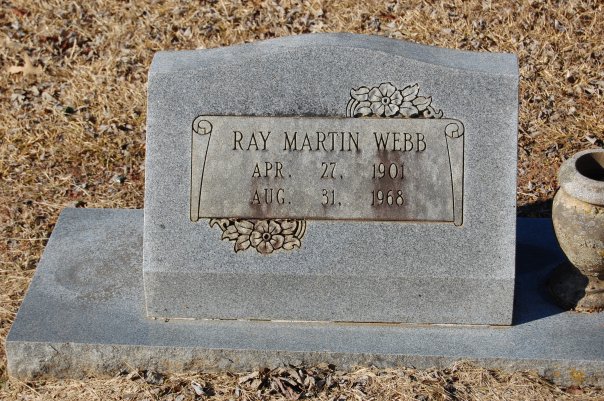 RAY MARTIN WEBB
APR. 27, 1901
AUG. 31, 1968